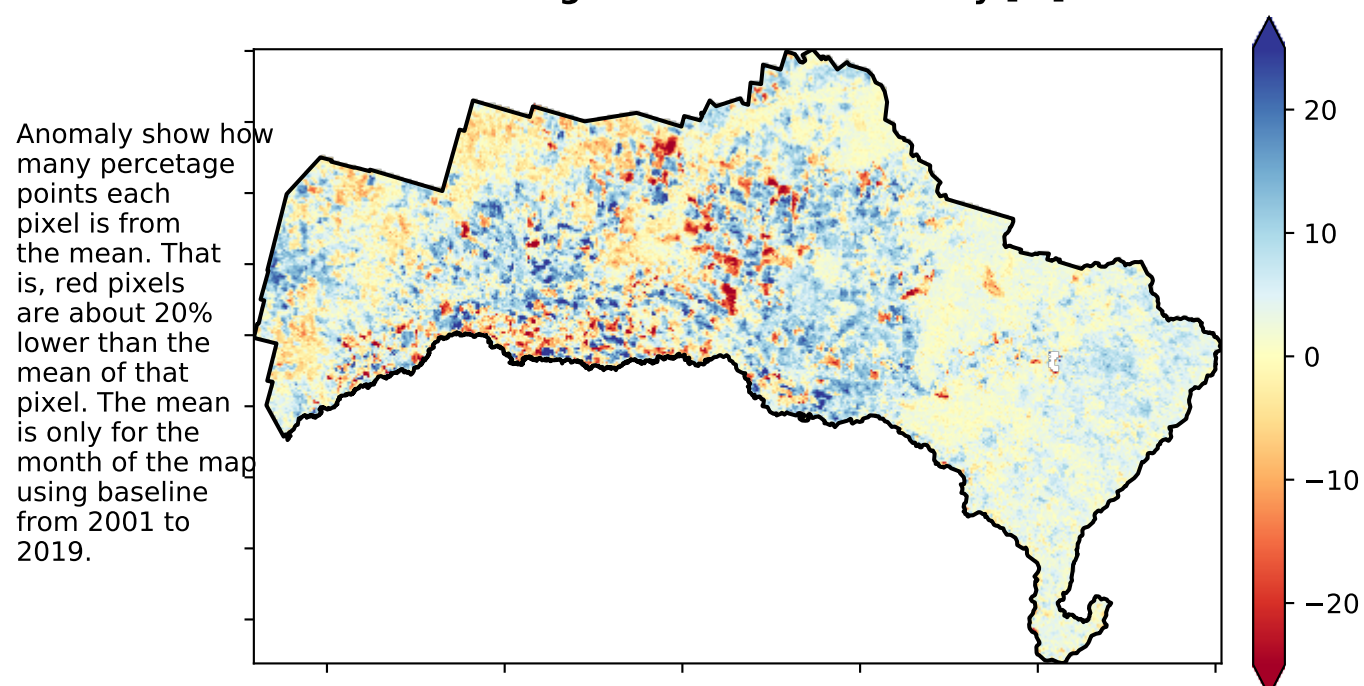 Anomaly show how
many percetage
points each
pixel is from
the mean. That
is, red pixels
are about 20%
lower than the
mean of that
pixel. The mean
is only for the
month of the map
using baseline
from 2001 to
2019.
20
10
0
−10
−20